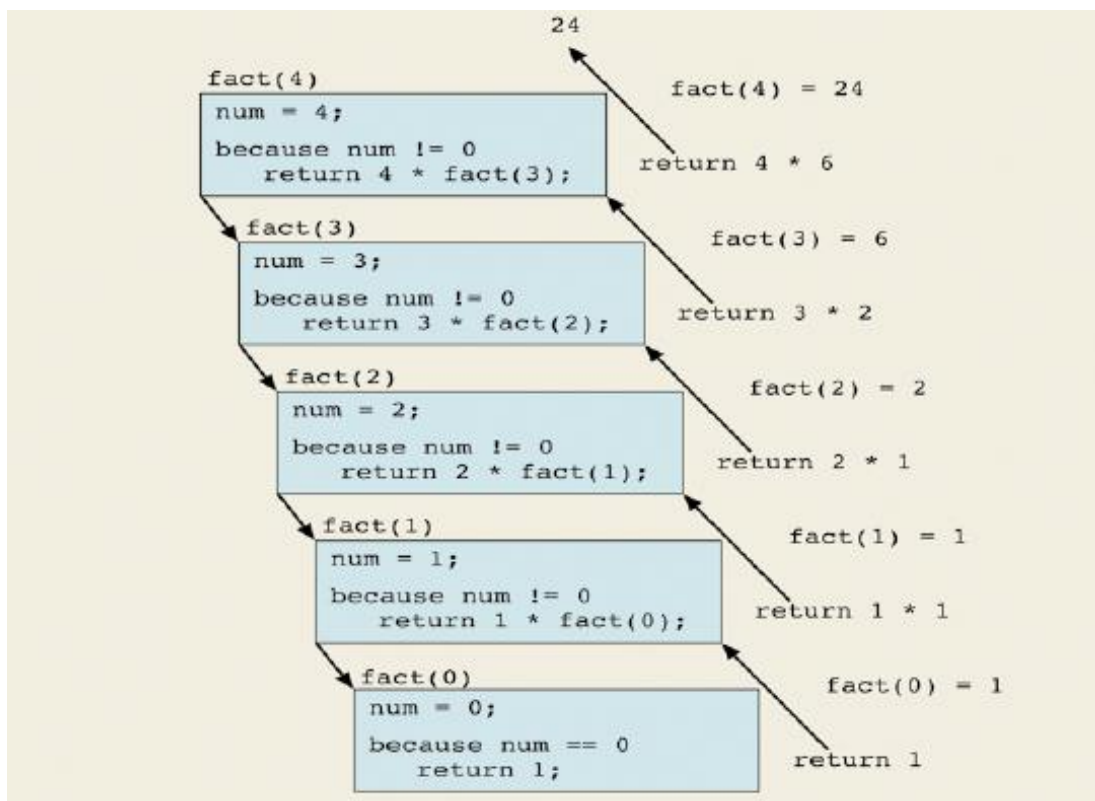 24
fact(4)
fact(4) = 24
num = 4;
because num != 0
return 4 * fact(3);
return 4 * 6
fact(3)
fact(3) = 6
num = 3;
because num != 0
return 3 * fact(2);
return 3 * 2
fact(2)
fact(2) = 2
num = 2;
because num != 0
return 2 * fact(1);
return 2 * 1
fact(1)
fact(1) = 1
num = 1;
because num != 0
return 1 * fact(0);
return 1 * 1
fact(0)
fact(0) = 1
num = 0;
because num == 0
return 1;
return 1